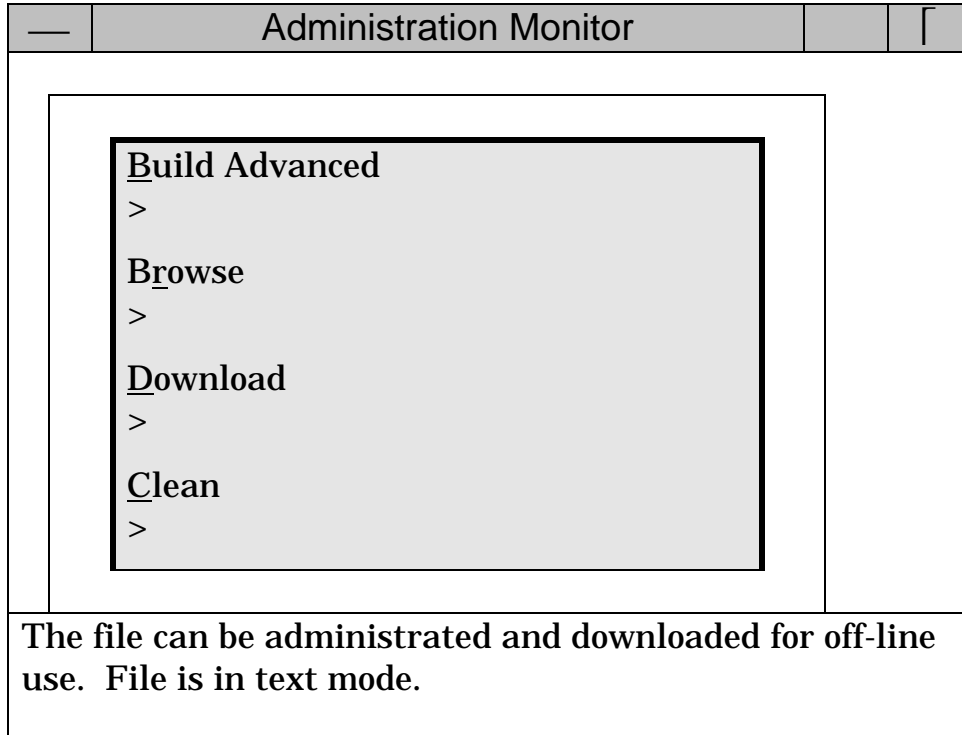 — Administration Monitor ⌈
Build Advanced
>
Browse
>
Download
>
Clean
>
The file can be administrated and downloaded for off-line
use.  File is in text mode.